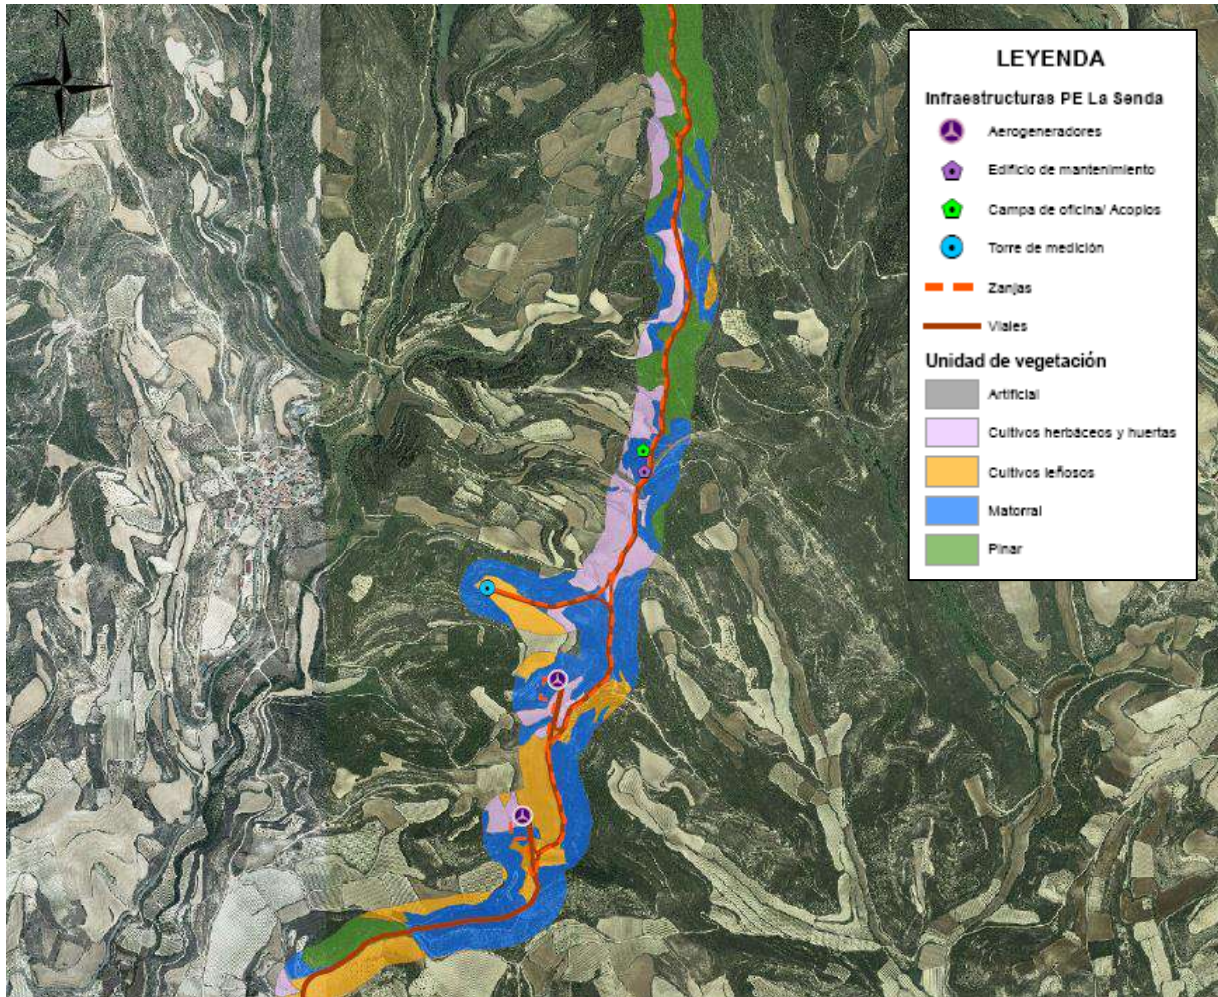 N
LEYENDA
Infraestructuras PE La Senda
Aerogeneradores
Edificio de mantenimiento
Campa de oficina/ Acopios
Torre de medición
Zanjas
Viales
Unidad de vegetación
Artificial
Cultivos herbáceos y huertas
Cultivos leñosos
Matorral
Pinar